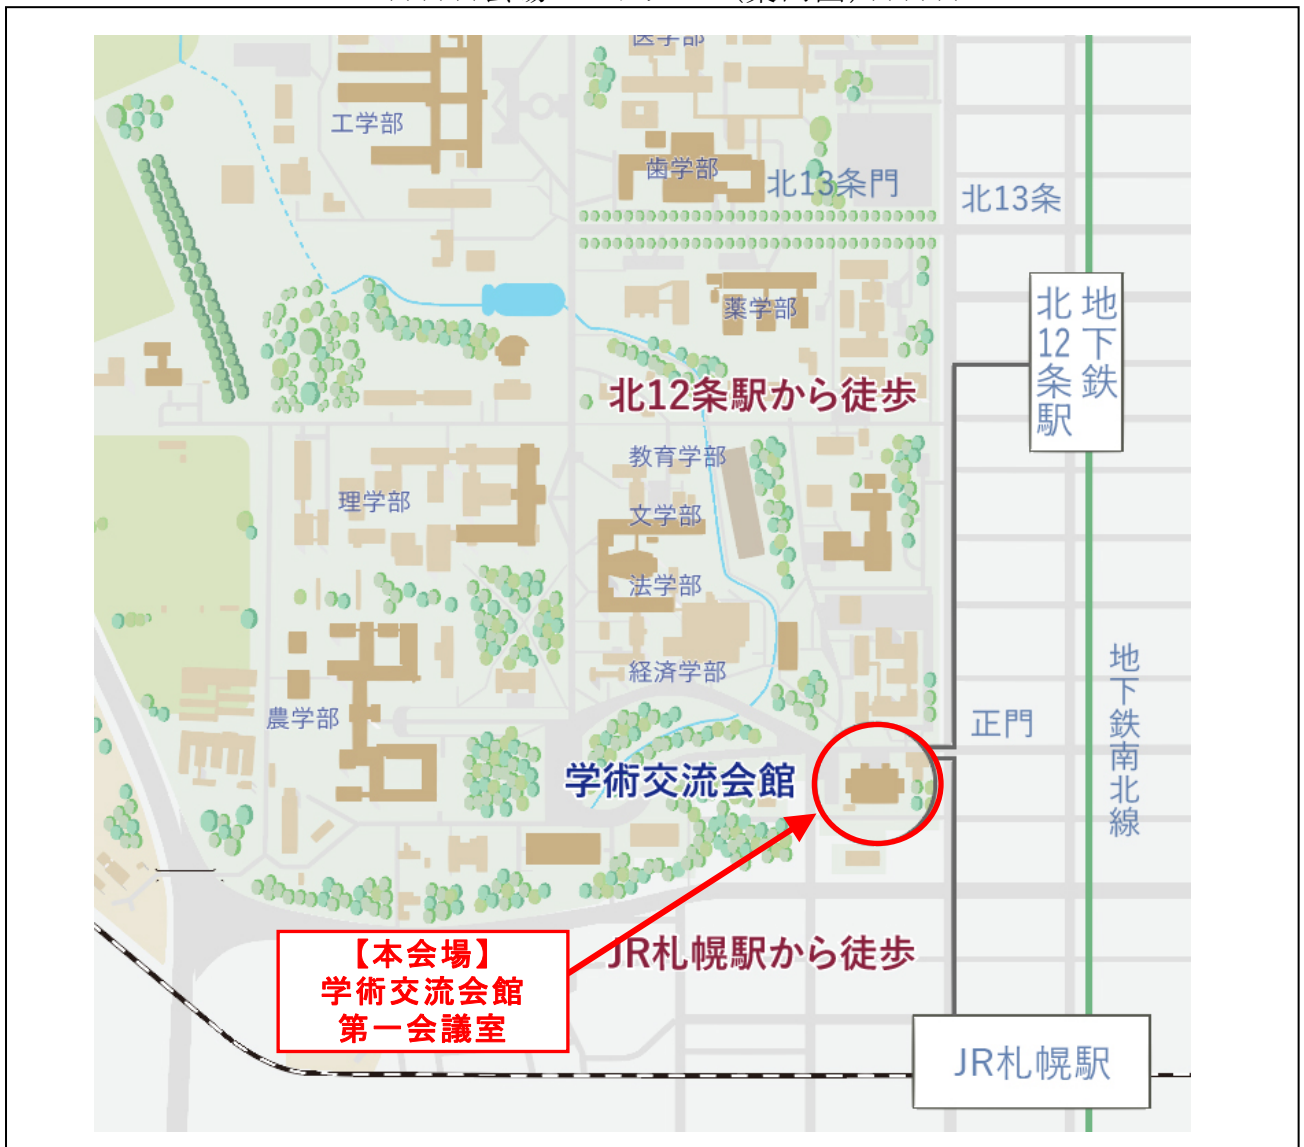 医学部
工学部
歯学部
北13条門
北13条
薬学部
地下鉄
北12条駅
北12条駅から徒歩
教育学部
理学部
文学部
法学部
経済学部
農学部
正門
地下鉄南北線
学術交流会館
【本会場】
学術交流会館
第一会議室
JR札幌駅から徒歩
JR札幌駅